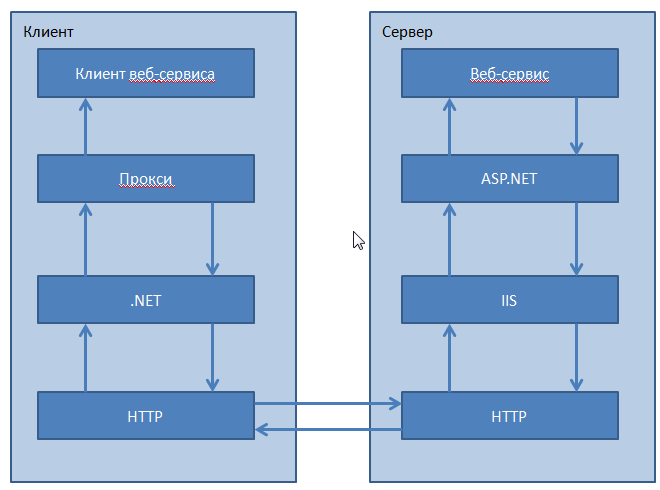 Клиент
Клиент веб-сервиса
Прокси
.NET
HTTP
Сервер
Веб-сервис
ASP.NET
IIS
HTTP